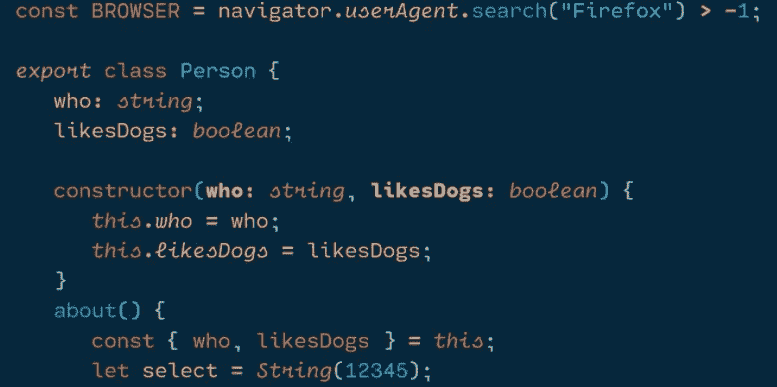 const BROWSER = navigator.userAgent.search("Firefox") > -1;
export class Person {
who: string;
likesDogs: boolean;
constructor(who: string, likesDogs: boolean) {
this.who = who;
this.likesDogs = likesDogs;
}
about() {
const { who, likesDogs } = this;
let select = String(12345);